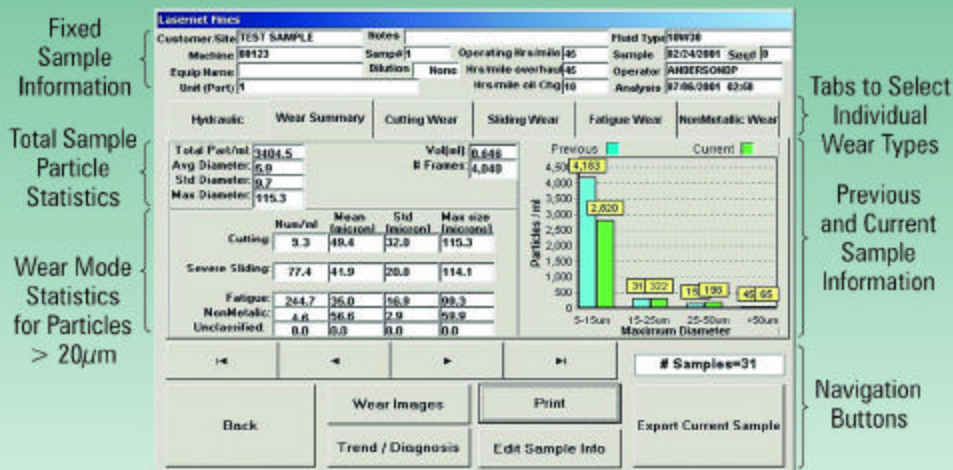 Fixed
Sample
Information
Total Sample
Particle
Statistics
Wear Mode
Statistics
for Particles
> 20μm
Lasernet Fines
Customer/Site TEST SAMPLE Notes Fluid Type 10W30
Machine 00123 Samp# 1 Operating Hrs/mile 45 Sample 02/24/2001 Seq# 0
Equip Name Dilution None Hrs/mile overhaul 45 Operator ANDERSONDP
Unit (Part) 1 Hrs/mile oil Chg 10 Analysis 07/06/2001 02:58
Hydraulic Wear Summary Cutting Wear Sliding Wear Fatigue Wear NonMetallic Wear
Total Part/ml: 3404.5 Vol(ml) 0.646
Avg Diameter: 6.9 # Frames: 4,040
Std Diameter: 9.7
Max Diameter: 115.3
Num/ml Mean (micron) Std (micron) Max size (microns)
Cutting: 9.3 49.4 32.0 115.3
Severe Sliding: 77.4 41.9 20.0 114.1
Fatigue: 244.7 35.0 16.9 99.3
NonMetalic: 4.6 56.6 2.9 59.9
Unclassified: 0.0 0.0 0.0 0.0
Previous Current
Particles / ml
4,50
4,000
3,500
3,000
2,500
2,000
1,500
1,000
500
0
4,183 2,820
31 322
15 198
45 65
5-15um 15-25um 25-50um >50um
Maximum Diameter
# Samples=31
Back
Wear Images
Print
Trend / Diagnosis
Edit Sample Info
Export Current Sample
Tabs to Select
Individual
Wear Types
Previous
and Current
Sample
Information
Navigation
Buttons